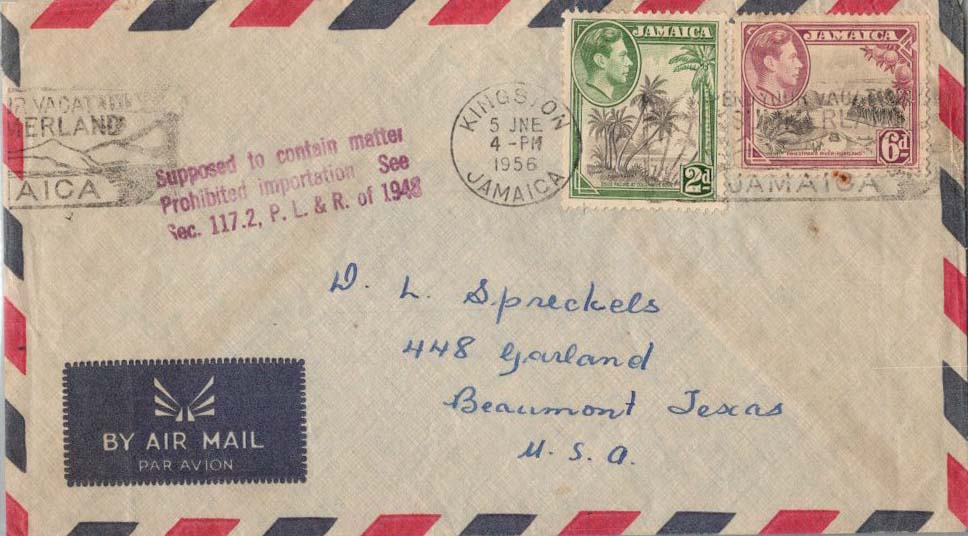 JAMAICA
2d
JAMAICA
6d
KINGSTON
5 JNE
4 - PM
1956
JAMAICA
VACATION
JAMAICA
AICA
Supposed to contain matter
Prohibited importation See
Sec. 117.2, P. L. & R. of 1948
D. L. Spreckels
448 Garland
Beaumont Texas
U. S. A.
BY AIR MAIL
PAR AVION